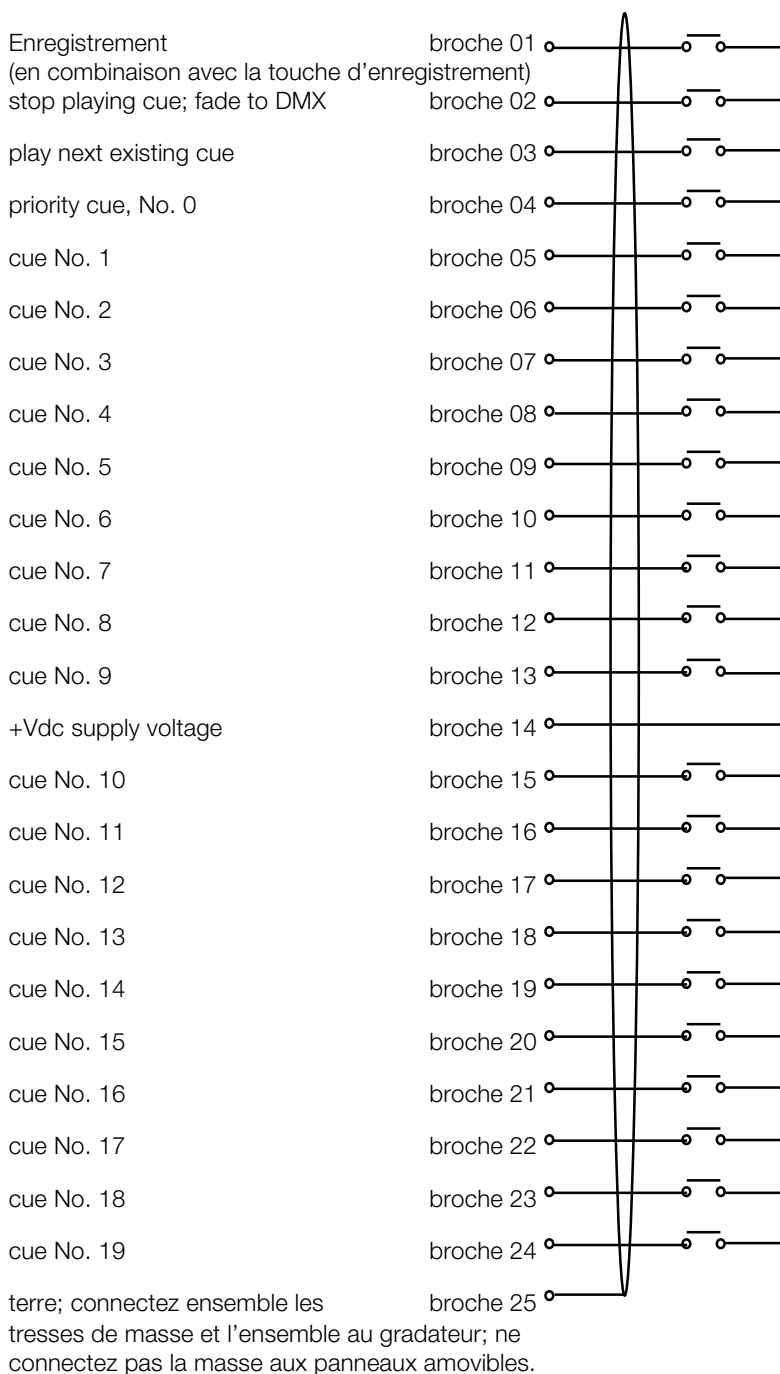 Enregistrement broche 01
(en combinaison avec la touche d'enregistrement)
stop playing cue; fade to DMX broche 02
play next existing cue broche 03
priority cue, No. 0 broche 04
cue No. 1 broche 05
cue No. 2 broche 06
cue No. 3 broche 07
cue No. 4 broche 08
cue No. 5 broche 09
cue No. 6 broche 10
cue No. 7 broche 11
cue No. 8 broche 12
cue No. 9 broche 13
+Vdc supply voltage broche 14
cue No. 10 broche 15
cue No. 11 broche 16
cue No. 12 broche 17
cue No. 13 broche 18
cue No. 14 broche 19
cue No. 15 broche 20
cue No. 16 broche 21
cue No. 17 broche 22
cue No. 18 broche 23
cue No. 19 broche 24
terre; connectez ensemble les broche 25
tresses de masse et l'ensemble au gradateur; ne
connectez pas la masse aux panneaux amovibles.